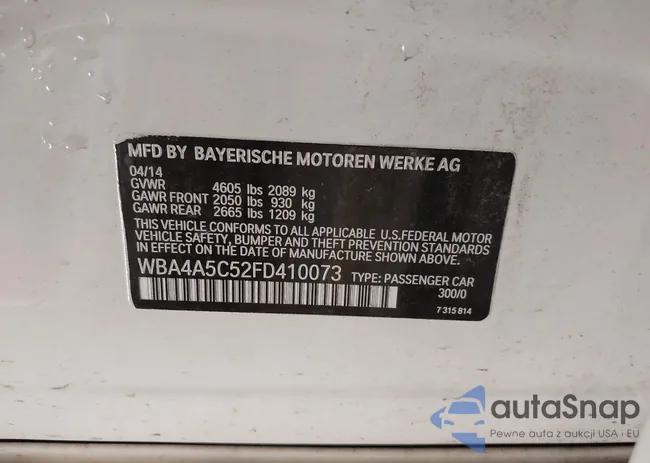 MFD BY BAYERISCHE MOTOREN WERKE AG
04/14
GVWR 4605 lbs 2089 kg
GAWR FRONT 2050 lbs 930 kg
GAWR REAR 2665 lbs 1209 kg
THIS VEHICLE CONFORMS TO ALL APPLICABLE U.S.FEDERAL MOTOR
VEHICLE SAFETY, BUMPER AND THEFT PREVENTION STANDARDS
IN EFFECT ON THE DATE OF MANUFACTURE SHOWN ABOVE.
WBA4A5C52FD410073 TYPE: PASSENGER CAR
300/0
7 315 814
autaSnap
Pewne auta z aukcji USA i EU